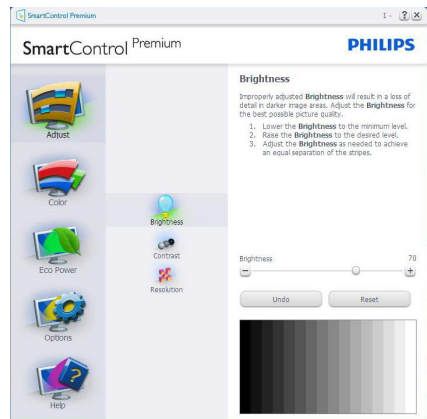 SmartControl Premium
SmartControl Premium
PHILIPS
Adjust
Color
Eco Power
Options
Help
Brightness
Contrast
Resolution
Brightness
Improperly adjusted Brightness will result in a loss of
detail in darker image areas. Adjust the Brightness for
the best possible picture quality.
1. Lower the Brightness to the minimum level.
2. Raise the Brightness to the desired level.
3. Adjust the Brightness as needed to achieve
an equal separation of the stripes.
Brightness 70
Undo
Reset